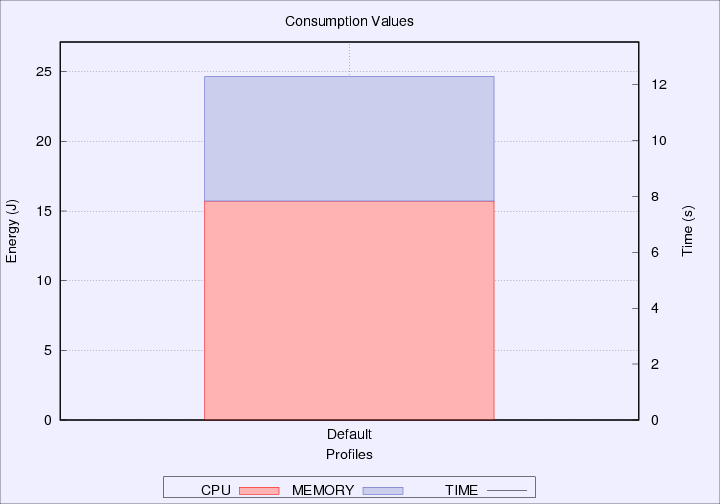 Consumption Values
25
20
15
10
5
0
Energy (J)
12
10
8
6
4
2
0
Time (s)
Default
Profiles
CPU MEMORY TIME